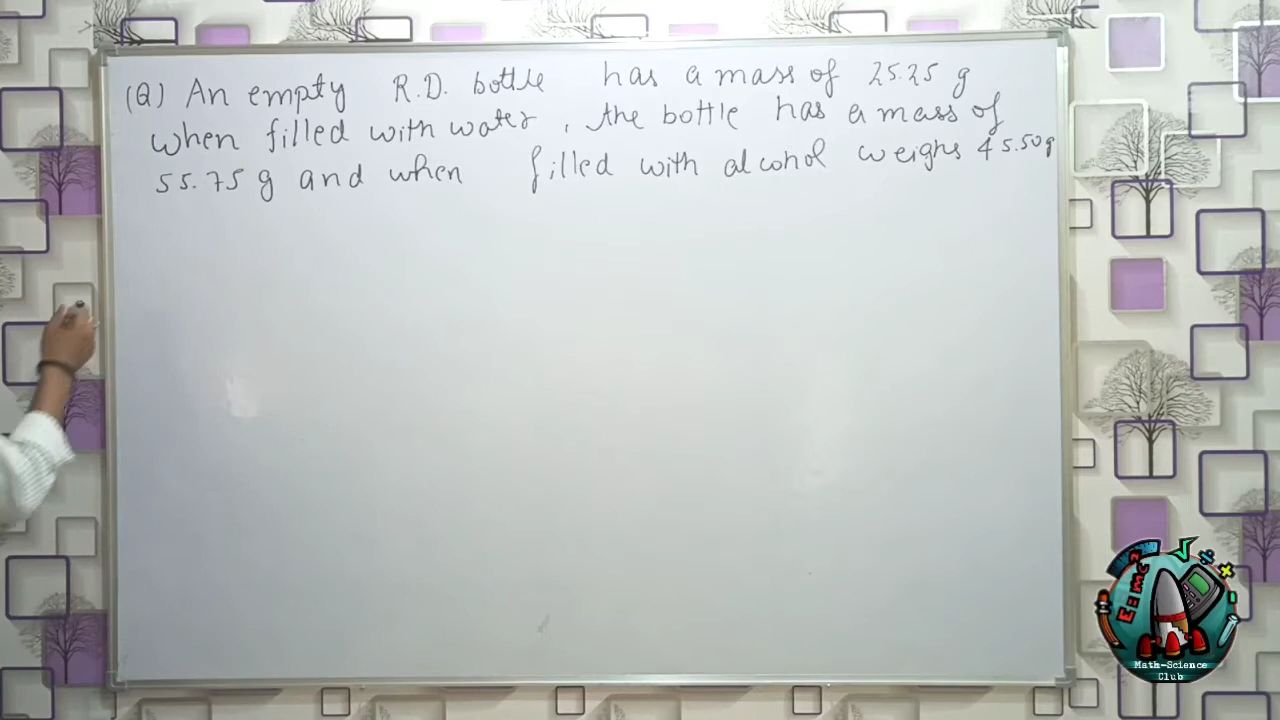 (Q) An empty R.D. bottle has a mass of 25.25 g
when filled with water, the bottle has a mass of
55.75 g and when filled with alcohol weighs 45.50g
E=mc²
Math-Science
Club